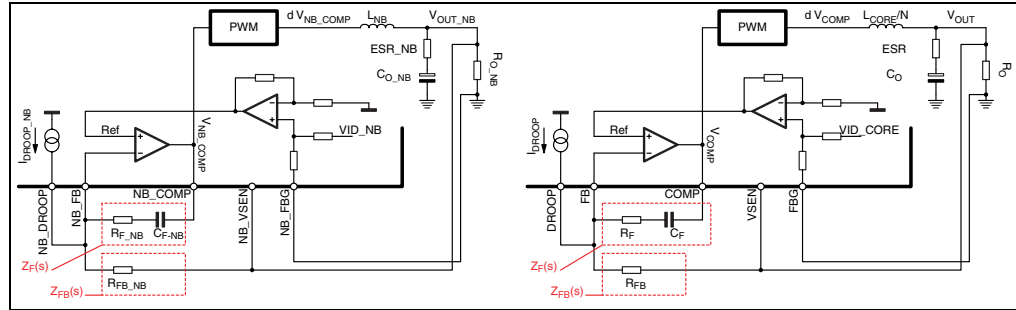 PWM
d V_NB_COMP
L_NB
V_OUT_NB
ESR_NB
C_O_NB
R_O_NB
I_DROOP_NB
Ref
V_NB_COMP
VID_NB
NB_DROOP
NB_FB
NB_COMP
NB_VSEN
NB_FBG
R_F_NB
C_F-NB
Z_F(s)
R_FB_NB
Z_FB(s)
PWM
d V_COMP
L_CORE/N
V_OUT
ESR
C_O
R_O
I_DROOP
Ref
V_COMP
VID_CORE
DROOP
FB
COMP
VSEN
FBG
R_F
C_F
Z_F(s)
R_FB
Z_FB(s)